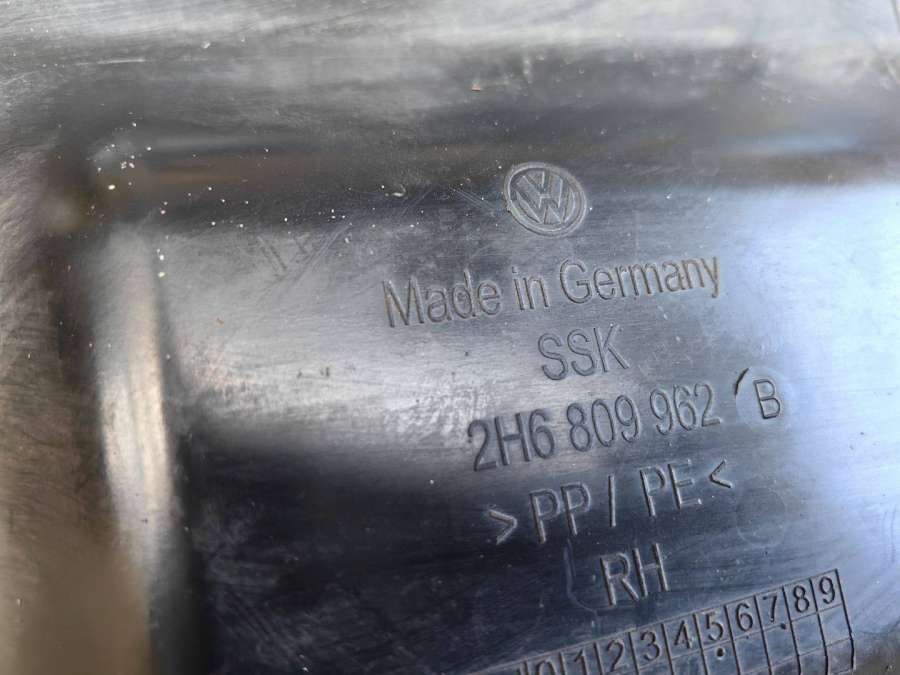 VW
Made in Germany
SSK
2H6 809 962 B
>PP / PE<
RH
0 1 2 3 4 5 6 7 8 9